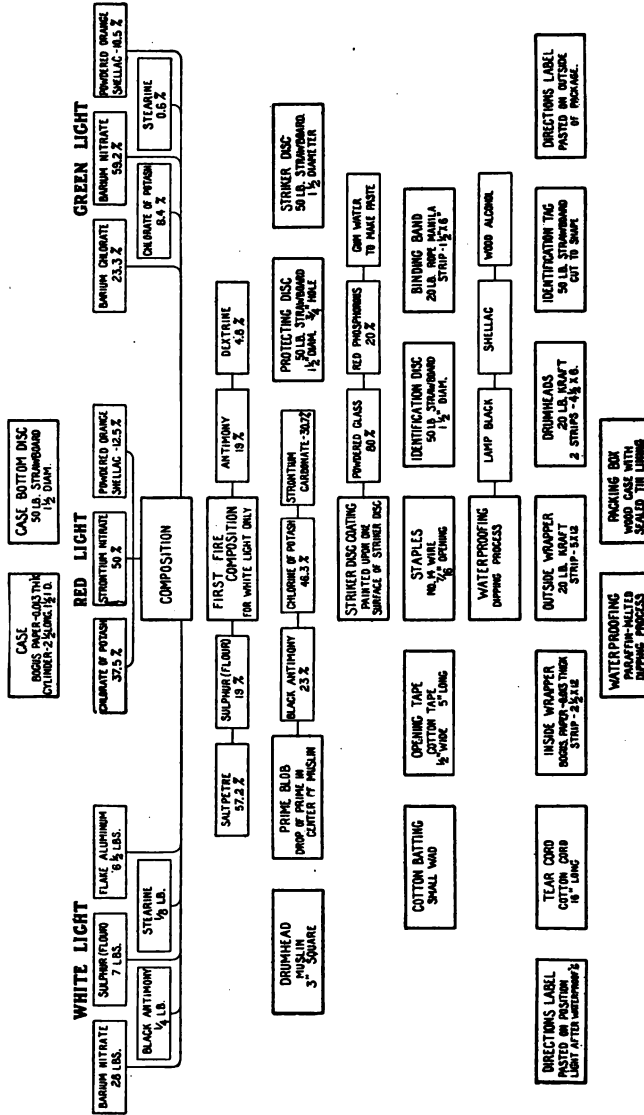 CASE
BOGUS PAPER-0.063 THK
CYLINDER-2¼ LONG, 1½ I.D.
CASE BOTTOM DISC
50 LB. STRAWBOARD
1½ DIAM.
WHITE LIGHT
BARIUM NITRATE
28 LBS.
SULPHUR (FLOUR)
7 LBS.
FLAKE ALUMINUM
6½ LBS.
BLACK ANTIMONY
¼ LB.
STEARINE
⅛ LB.
RED LIGHT
CHLORATE OF POTASH
37.5 %
STRONTIUM NITRATE
50 %
POWDERED ORANGE
SHELLAC-12.5 %
GREEN LIGHT
BARIUM CHLORATE
23.3 %
BARIUM NITRATE
59.2 %
POWDERED ORANGE
SHELLAC-10.5 %
CHLORATE OF POTASH
8.4 %
STEARINE
0.6 %
COMPOSITION
SALTPETRE
57.2 %
SULPHUR (FLOUR)
19 %
FIRST FIRE
COMPOSITION
FOR WHITE LIGHT ONLY
ANTIMONY
19 %
DEXTRINE
4.8 %
DRUMHEAD
MUSLIN
3" SQUARE
PRIME BLOB
DROP OF PRIME IN
CENTER OF MUSLIN
BLACK ANTIMONY
23 %
CHLORINE OF POTASH
46.3 %
STRONTIUM
CARBONATE-30.7%
PROTECTING DISC
50 LB. STRAWBOARD
1½ DIAM. ¾" HOLE
STRIKER DISC
50 LB. STRAWBOARD.
1½ DIAMETER
STRIKER DISC COATING
PAINTED UPON ONE
SURFACE OF STRIKER DISC
POWDERED GLASS
80 %
RED PHOSPHORUS
20 %
GUM WATER
TO MAKE PASTE
COTTON BATTING
SMALL WAD
OPENING TAPE
COTTON TAPE
½" WIDE 5" LONG
STAPLES
NO. 14 WIRE
7/16" OPENING
IDENTIFICATION DISC
50 LB STRAWBOARD
1½" DIAM.
BINDING BAND
20 LB. ROPE MANILA
STRIP-1½ X 6"
WATERPROOFING
DIPPING PROCESS
LAMP BLACK
SHELLAC
WOOD ALCOHOL
DIRECTIONS LABEL
PASTED ON POSITION
LIGHT AFTER WATERPROOF'G
TEAR CORD
COTTON CORD
16" LONG
INSIDE WRAPPER
BOGUS PAPER-0.063 THICK
STRIP-2½ X 12
OUTSIDE WRAPPER
20 LB. KRAFT
STRIP-5X12
DRUMHEADS
20 LB. KRAFT
2 STRIPS-4½ X 6.
IDENTIFICATION TAG
50 LB. STRAWBOARD
CUT TO SHAPE
DIRECTIONS LABEL
PASTED ON OUTSIDE
OF PACKAGE.
WATERPROOFING
PARAFFIN-MELTED
DIPPING PROCESS
PACKING BOX
WOOD CASE WITH
SEALED TIN LINING